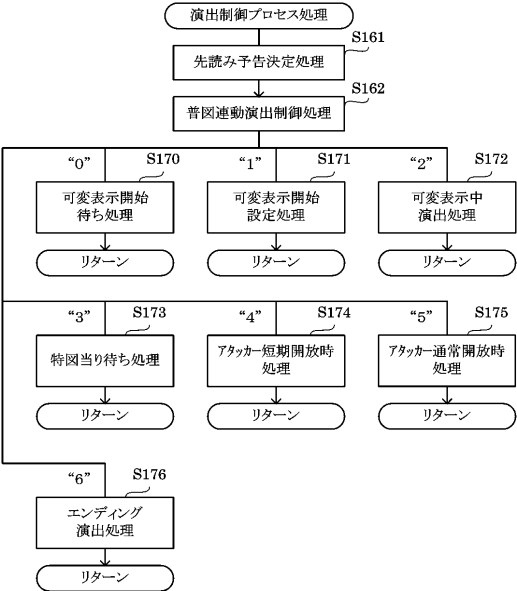 演出制御プロセス処理
S161
先読み予告決定処理
S162
普図連動演出制御処理
“0”
S170
可変表示開始
待ち処理
リターン
“1”
S171
可変表示開始
設定処理
リターン
“2”
S172
可変表示中
演出処理
リターン
“3”
S173
特図当り待ち処理
リターン
“4”
S174
アタッカー短期開放時
処理
リターン
“5”
S175
アタッカー通常開放時
処理
リターン
“6”
S176
エンディング
演出処理
リターン